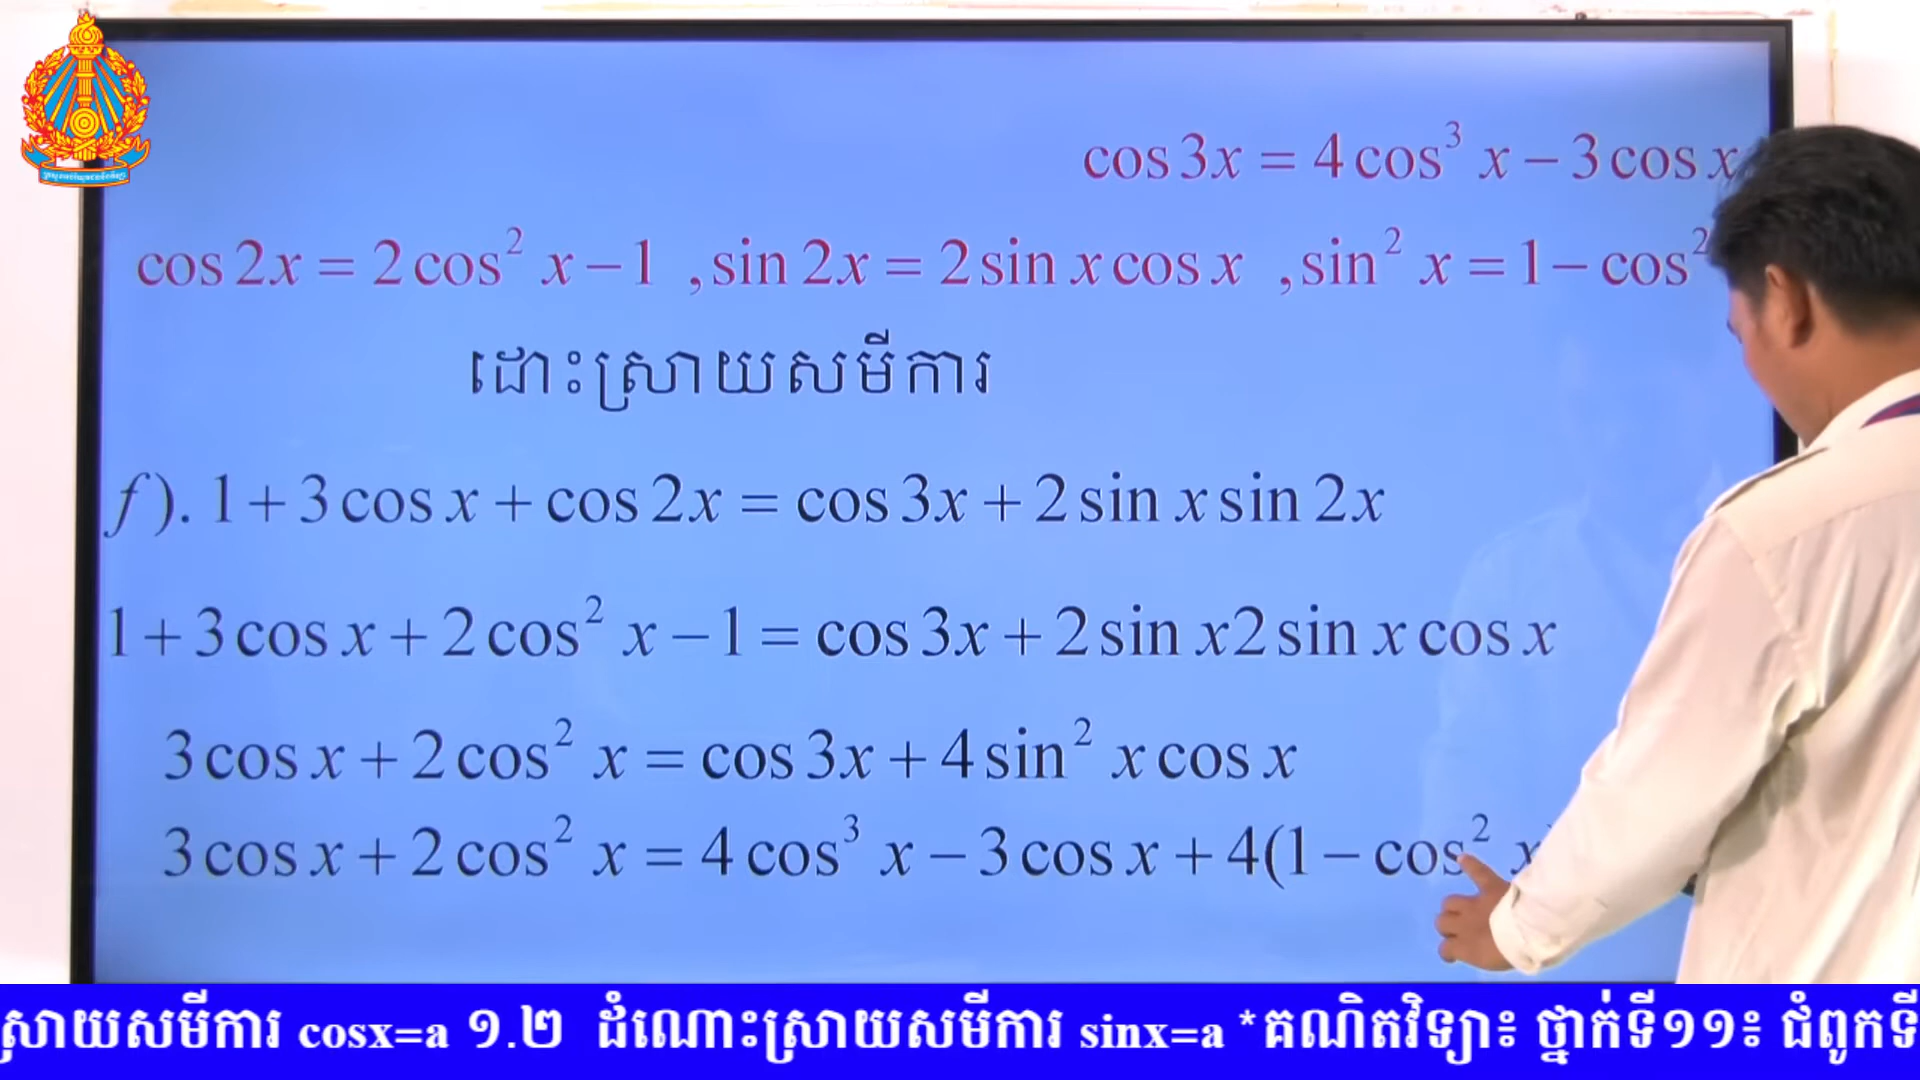 cos 3x = 4 cos³ x − 3 cos x
cos 2x = 2 cos² x − 1 , sin 2x = 2 sin x cos x , sin² x = 1 − cos²
ដោះស្រាយសមីការ
f). 1 + 3 cos x + cos 2x = cos 3x + 2 sin x sin 2x
1 + 3 cos x + 2 cos² x − 1 = cos 3x + 2 sin x2 sin x cos x
3 cos x + 2 cos² x = cos 3x + 4 sin² x cos x
3 cos x + 2 cos² x = 4 cos³ x − 3 cos x + 4(1 − cos² x
ស្រាយសមីការ cosx=a ១.២ ដំណោះស្រាយសមីការ sinx=a *គណិតវិទ្យា៖ ថ្នាក់ទី១១៖ ជំពូកទី